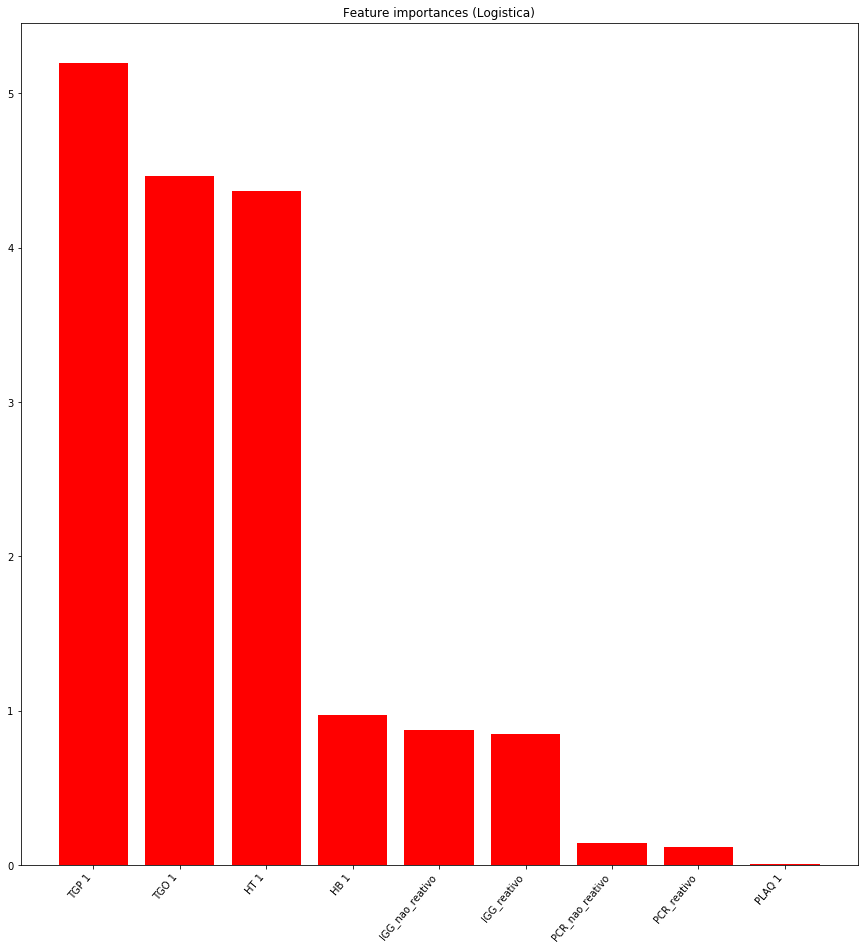 Feature importances (Logistica)
5
4
3
2
1
0
TGP 1
TGO 1
HT 1
HB 1
IGG_nao_reativo
IGG_reativo
PCR_nao_reativo
PCR_reativo
PLAQ 1